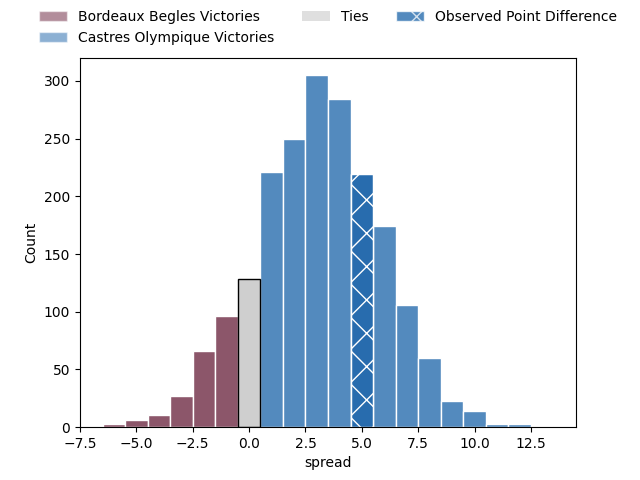 Bordeaux Begles Victories
Castres Olympique Victories
Ties
Observed Point Difference
300
250
200
150
100
50
0
Count
−7.5 −5.0 −2.5 0.0 2.5 5.0 7.5 10.0 12.5
spread